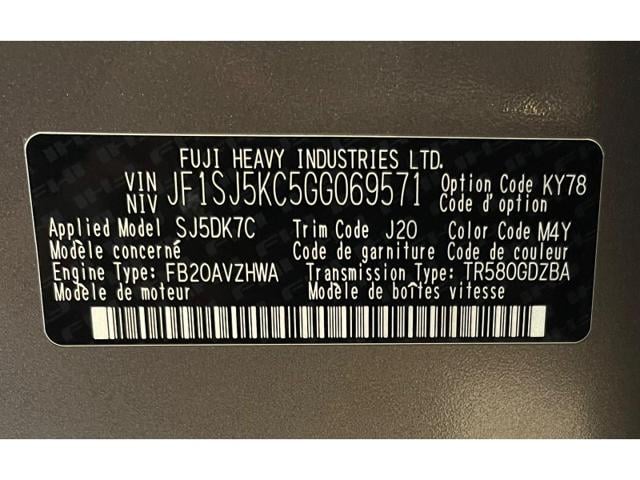 FUJI HEAVY INDUSTRIES LTD.
VIN NIV JF1SJ5KC5GG069571 Option Code KY78
Code d'option
Applied Model SJ5DK7C Trim Code J20 Color Code M4Y
Modèle concerné Code de garniture Code de couleur
Engine Type: FB20AVZHWA Transmission Type: TR580GDZBA
Modèle de moteur Modèle de boîtes vitesse